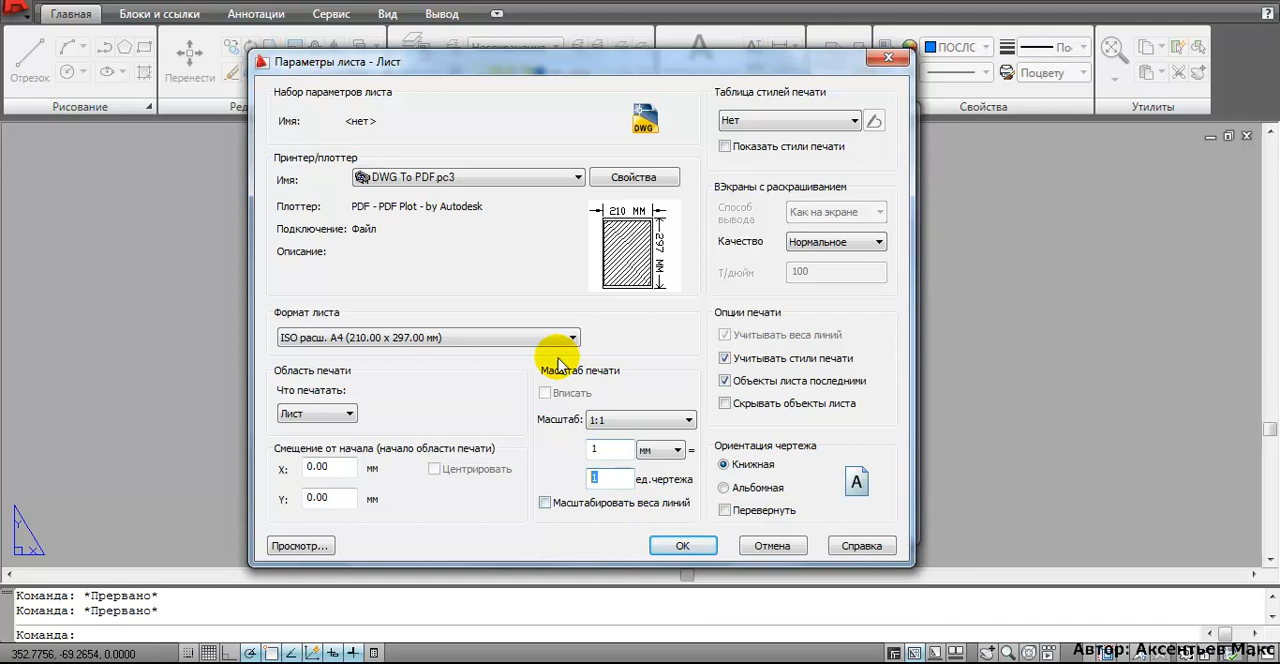 Главная Блоки и ссылки Аннотации Сервис Вид Вывод
Отрезок
Перенести
ПОСЛС
По:
Поцвету
Рисование
Ред
Свойства
Утилиты
Параметры листа - Лист
Набор параметров листа
Имя: <нет>
DWG
Принтер/плоттер
Имя: DWG To PDF.pc3 Свойства
Плоттер: PDF - PDF Plot - by Autodesk
Подключение: Файл
Описание:
210 MM
297 MM
Формат листа
ISO расш. A4 (210.00 x 297.00 мм)
Область печати
Что печатать:
Лист
Масштаб печати
Вписать
Масштаб: 1:1
1 мм =
1 ед.чертежа
Масштабировать веса линий
Смещение от начала (начало области печати)
X: 0.00 мм Центрировать
Y: 0.00 мм
Таблица стилей печати
Нет
Показать стили печати
ВЭкраны с раскрашиванием
Способ вывода Как на экране
Качество Нормальное
Т/дюйм 100
Опции печати
Учитывать веса линий
Учитывать стили печати
Объекты листа последними
Скрывать объекты листа
Ориентация чертежа
Книжная
Альбомная
Перевернуть
A
Просмотр... OK Отмена Справка
Y
X
Команда: *Прервано*
Команда: *Прервано*
Команда:
352.7756, -69.2654, 0.0000
Автор: Аксентьев Макс